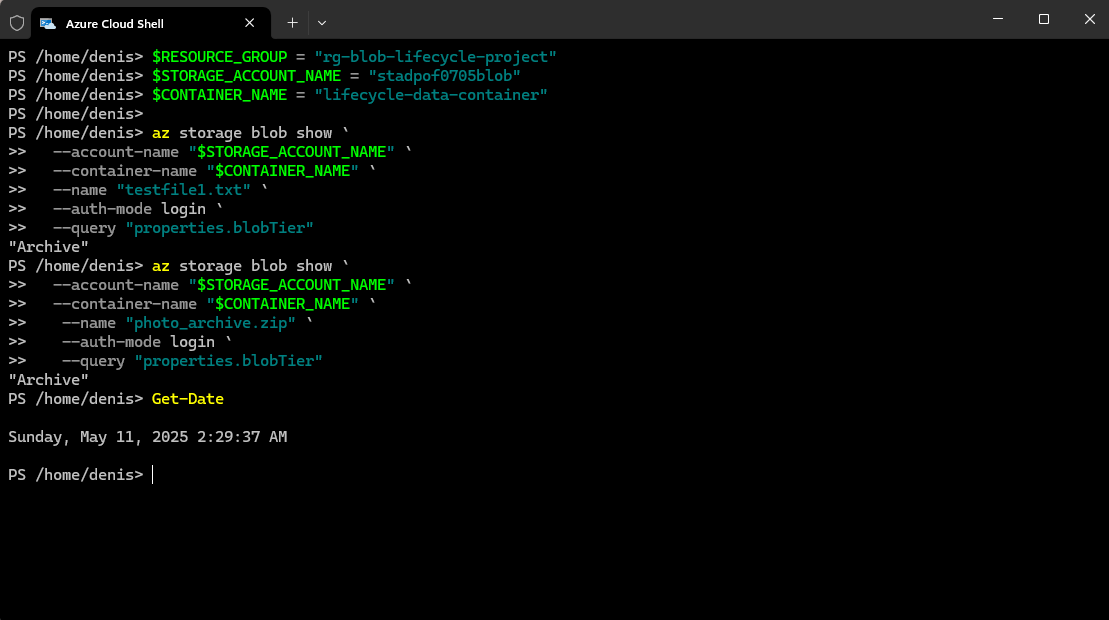 Azure Cloud Shell
PS /home/denis> $RESOURCE_GROUP = "rg-blob-lifecycle-project"
PS /home/denis> $STORAGE_ACCOUNT_NAME = "stadpof0705blob"
PS /home/denis> $CONTAINER_NAME = "lifecycle-data-container"
PS /home/denis>
PS /home/denis> az storage blob show `
>>   --account-name "$STORAGE_ACCOUNT_NAME" `
>>   --container-name "$CONTAINER_NAME" `
>>   --name "testfile1.txt" `
>>   --auth-mode login `
>>   --query "properties.blobTier"
"Archive"
PS /home/denis> az storage blob show `
>>   --account-name "$STORAGE_ACCOUNT_NAME" `
>>   --container-name "$CONTAINER_NAME" `
>>    --name "photo_archive.zip" `
>>    --auth-mode login `
>>    --query "properties.blobTier"
"Archive"
PS /home/denis> Get-Date
Sunday, May 11, 2025 2:29:37 AM
PS /home/denis>